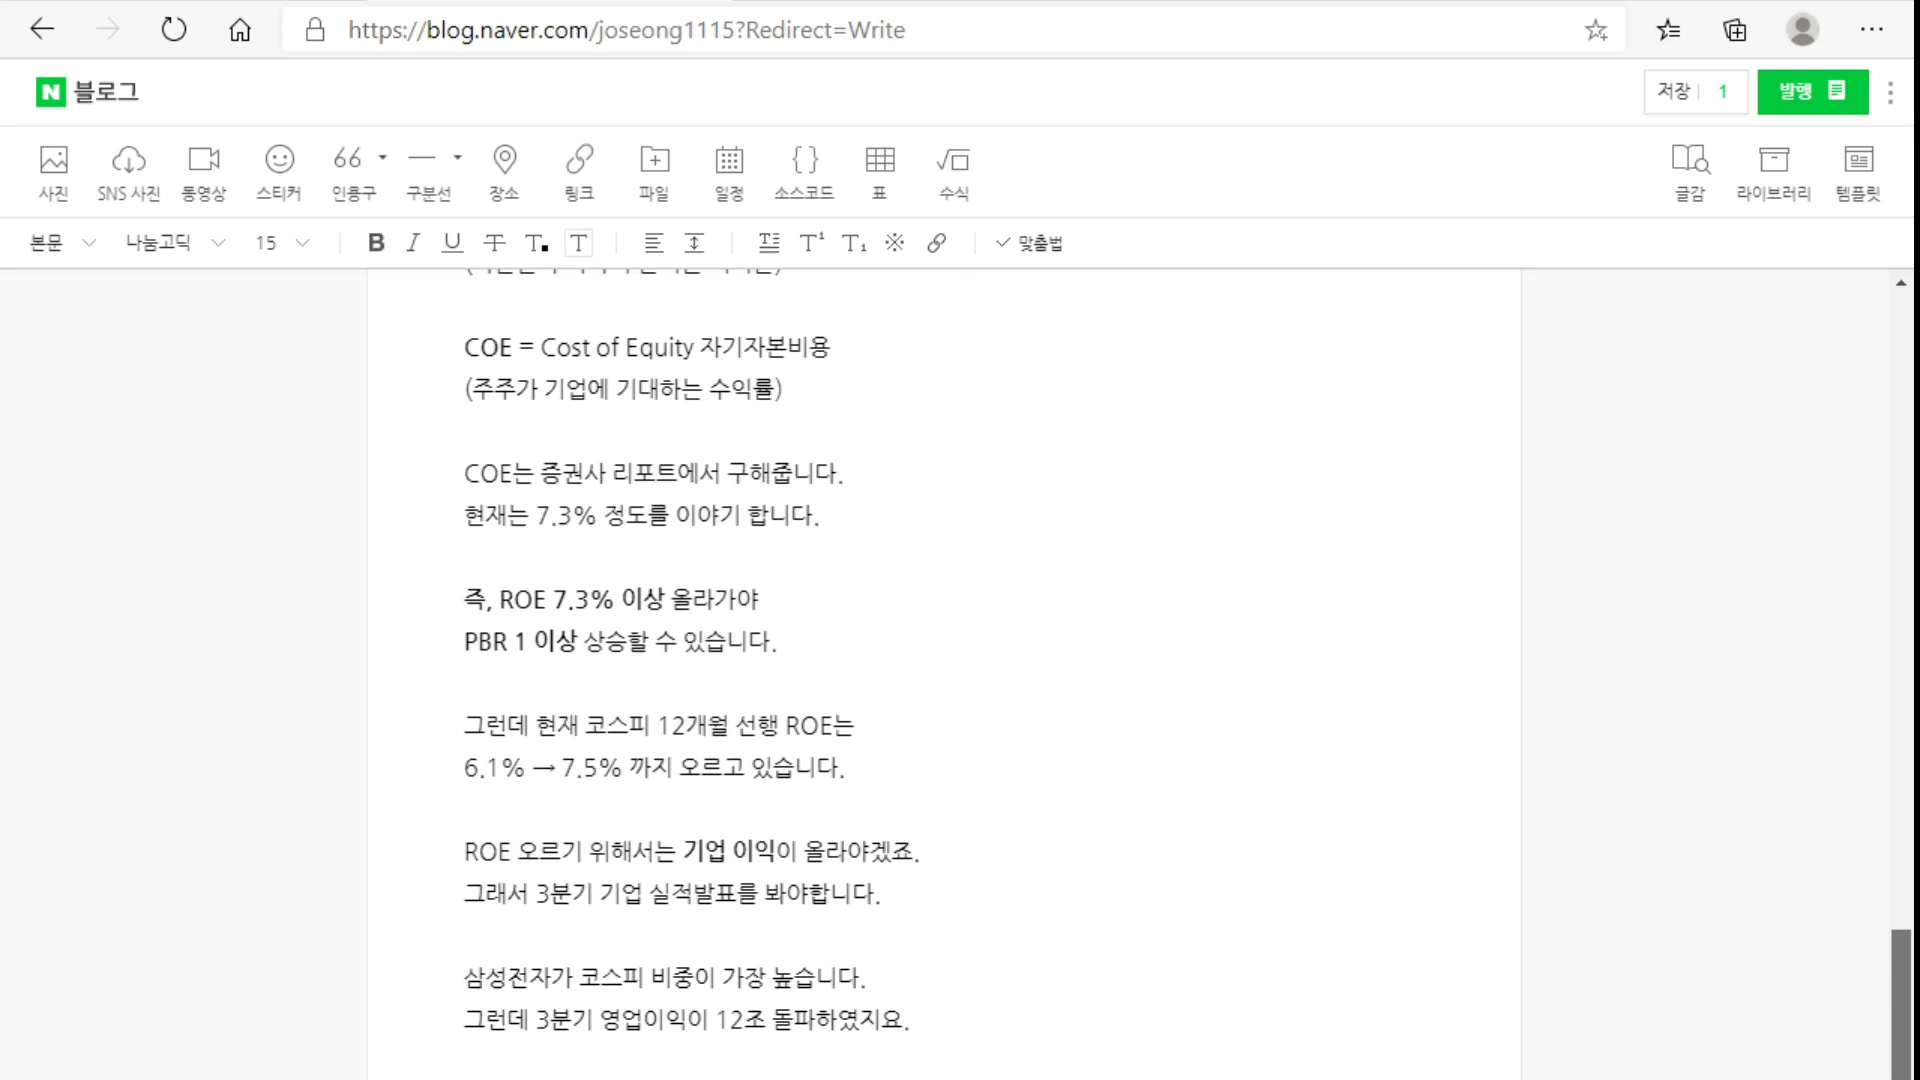 https://blog.naver.com/joseong1115?Redirect=Write
N 블로그
저장 1
발행
사진
SNS 사진
동영상
스티커
66 인용구
구분선
장소
링크
파일
일정
소스코드
표
수식
글감
라이브러리
템플릿
본문 나눔고딕 15 B I U T T. T T¹ T₁ ※ 맞춤법
COE = Cost of Equity 자기자본비용
(주주가 기업에 기대하는 수익률)
COE는 증권사 리포트에서 구해줍니다.
현재는 7.3% 정도를 이야기 합니다.
즉, ROE 7.3% 이상 올라가야
PBR 1 이상 상승할 수 있습니다.
그런데 현재 코스피 12개월 선행 ROE는
6.1% → 7.5% 까지 오르고 있습니다.
ROE 오르기 위해서는 기업 이익이 올라야겠죠.
그래서 3분기 기업 실적발표를 봐야합니다.
삼성전자가 코스피 비중이 가장 높습니다.
그런데 3분기 영업이익이 12조 돌파하였지요.